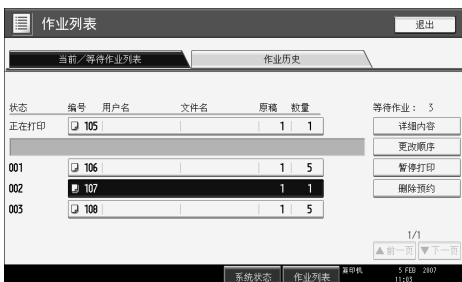 作业列表 退出
当前/等待作业列表 作业历史
状态 编号 用户名 文件名 原稿 数量 等待作业: 3
正在打印 105 1 1 详细内容
更改顺序
001 106 1 5 暂停打印
002 107 1 1 删除预约
003 108 1 5
1/1
▲前一页 ▼下一页
系统状态 作业列表 复印机 5 FEB 2007
11:03